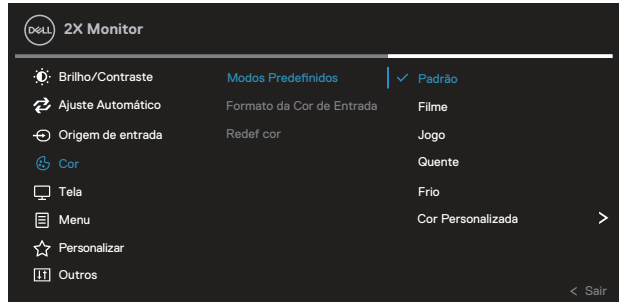 DELL 2X Monitor
Brilho/Contraste Modos Predefinidos Padrão
Ajuste Automático Formato da Cor de Entrada Filme
Origem de entrada Redef cor Jogo
Cor Quente
Tela Frio
Menu Cor Personalizada >
Personalizar
Outros
< Sair